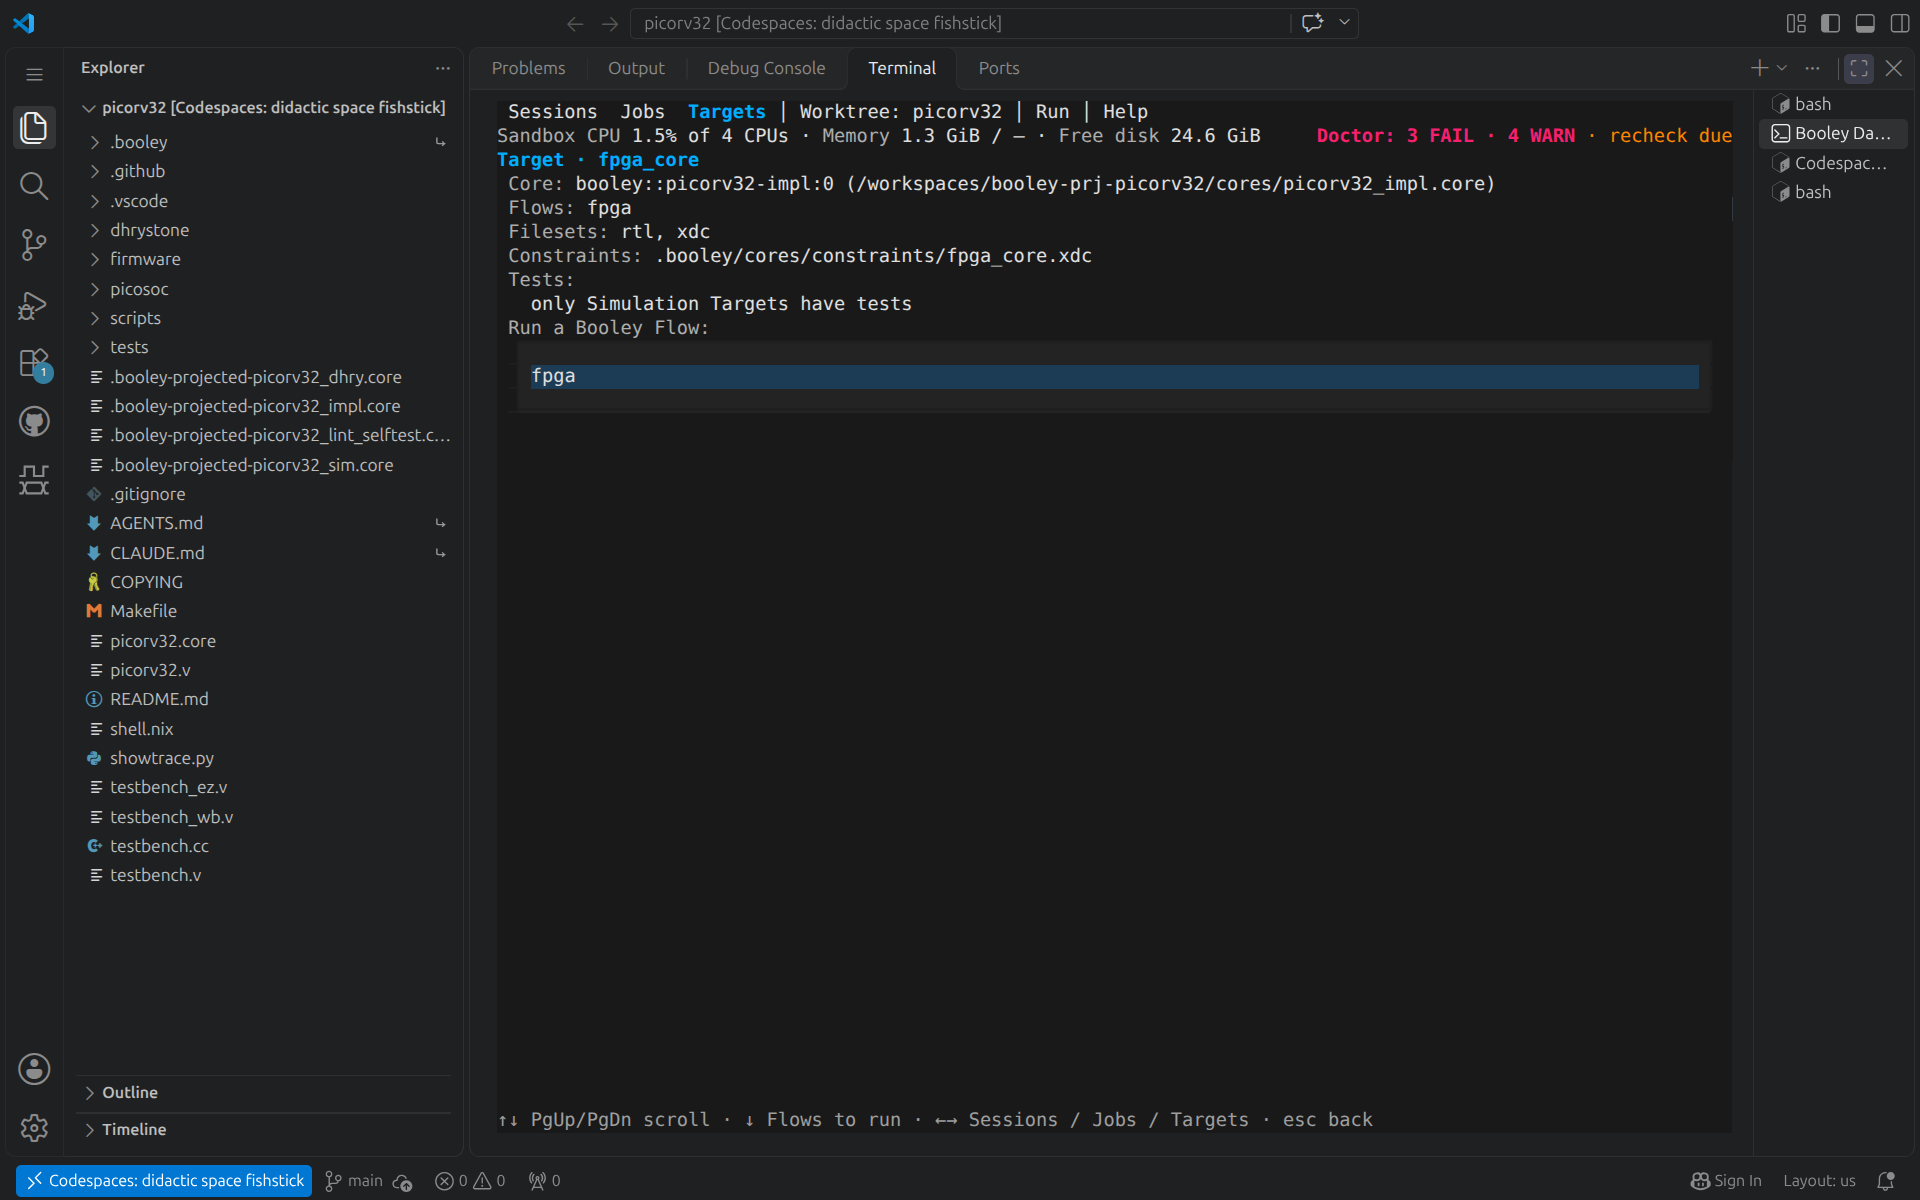 picorv32 [Codespaces: didactic space fishstick]
Explorer
picorv32 [Codespaces: didactic space fishstick]
.booley
.github
.vscode
dhrystone
firmware
picosoc
scripts
tests
.booley-projected-picorv32_dhry.core
.booley-projected-picorv32_impl.core
.booley-projected-picorv32_lint_selftest.c...
.booley-projected-picorv32_sim.core
.gitignore
AGENTS.md
CLAUDE.md
COPYING
Makefile
picorv32.core
picorv32.v
README.md
shell.nix
showtrace.py
testbench_ez.v
testbench_wb.v
testbench.cc
testbench.v
Outline
Timeline
1
Problems Output Debug Console Terminal Ports
Sessions Jobs Targets | Worktree: picorv32 | Run | Help
Sandbox CPU 1.5% of 4 CPUs · Memory 1.3 GiB / – · Free disk 24.6 GiB Doctor: 3 FAIL · 4 WARN · recheck due
Target · fpga_core
Core: booley::picorv32-impl:0 (/workspaces/booley-prj-picorv32/cores/picorv32_impl.core)
Flows: fpga
Filesets: rtl, xdc
Constraints: .booley/cores/constraints/fpga_core.xdc
Tests:
only Simulation Targets have tests
Run a Booley Flow:
fpga
↑↓ PgUp/PgDn scroll · ↓ Flows to run · ←→ Sessions / Jobs / Targets · esc back
bash
Booley Da...
Codespac...
bash
Codespaces: didactic space fishstick main 0 0 0 Sign In Layout: us